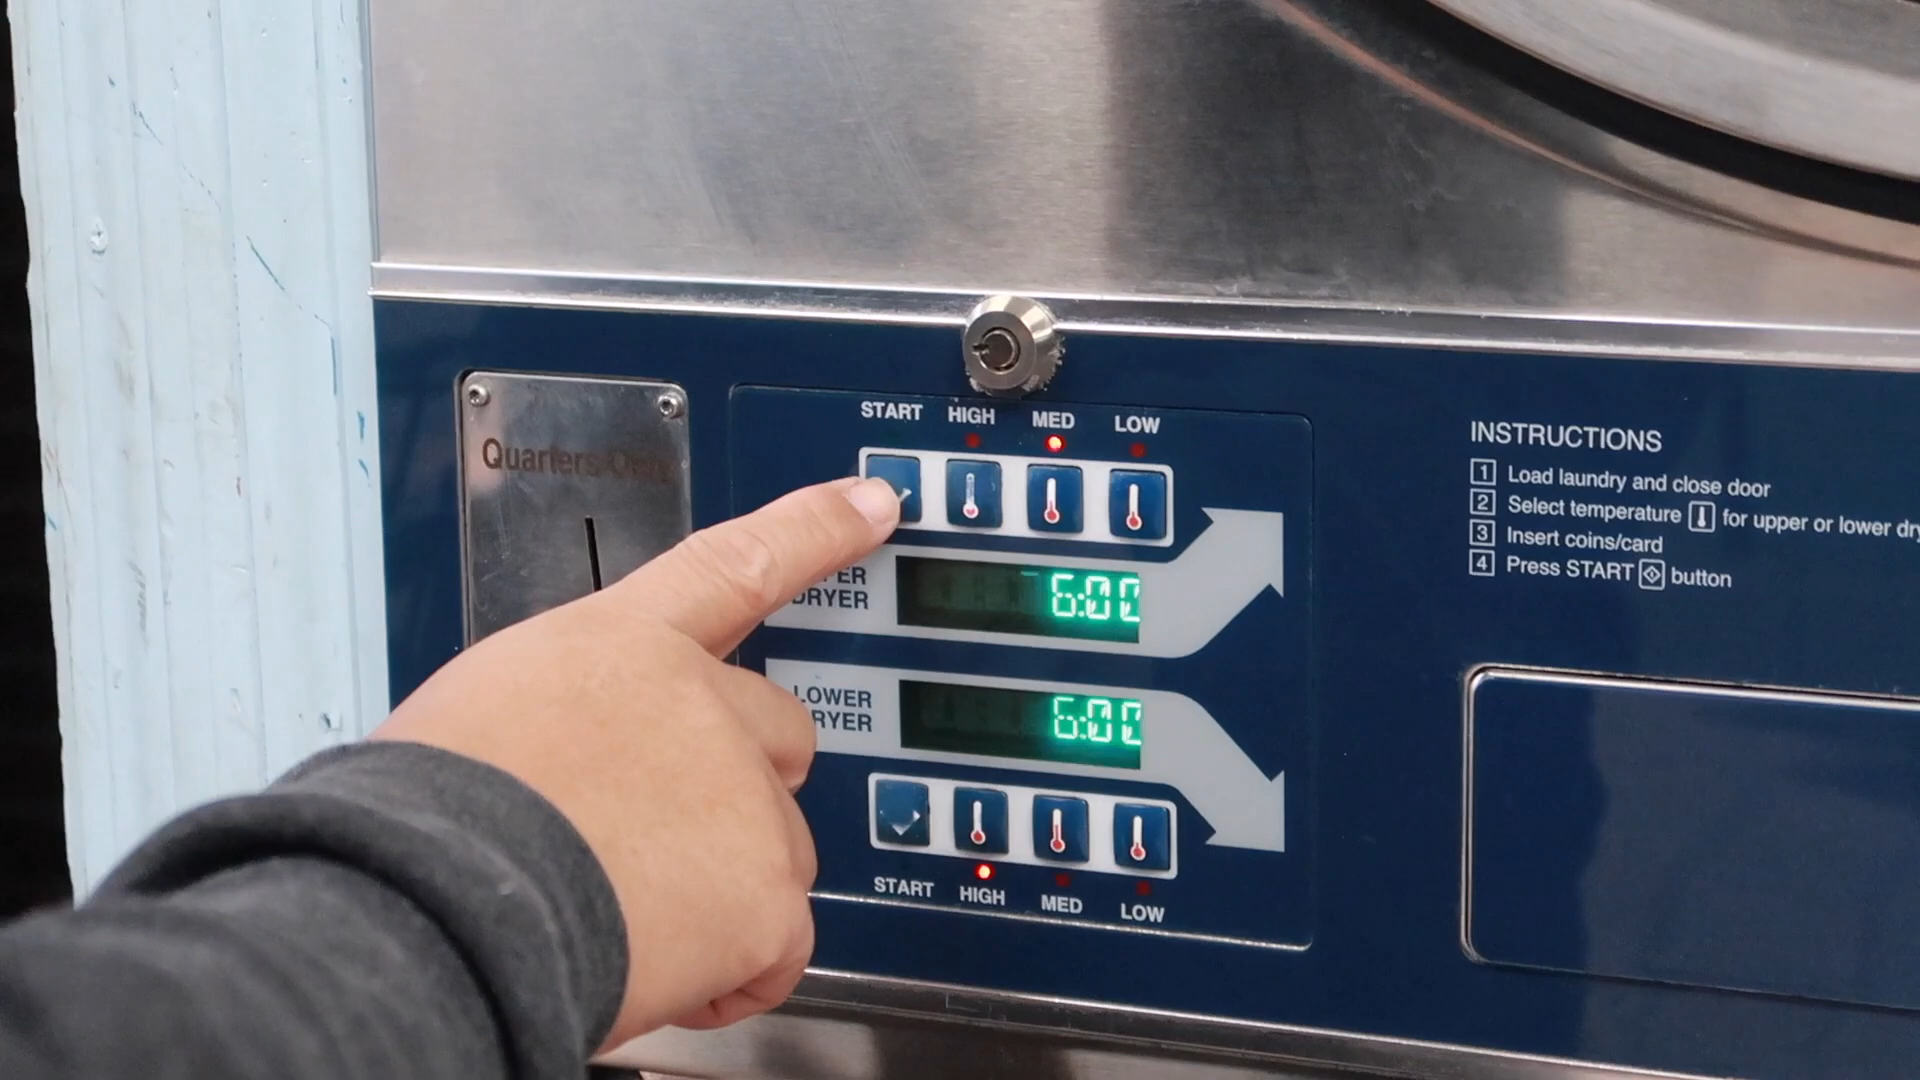 Quarters Only
START HIGH MED LOW
DRYER
6:00
LOWER
DRYER
6:00
START HIGH MED LOW
INSTRUCTIONS
1 Load laundry and close door
2 Select temperature for upper or lower
3 Insert coins/card
4 Press START button